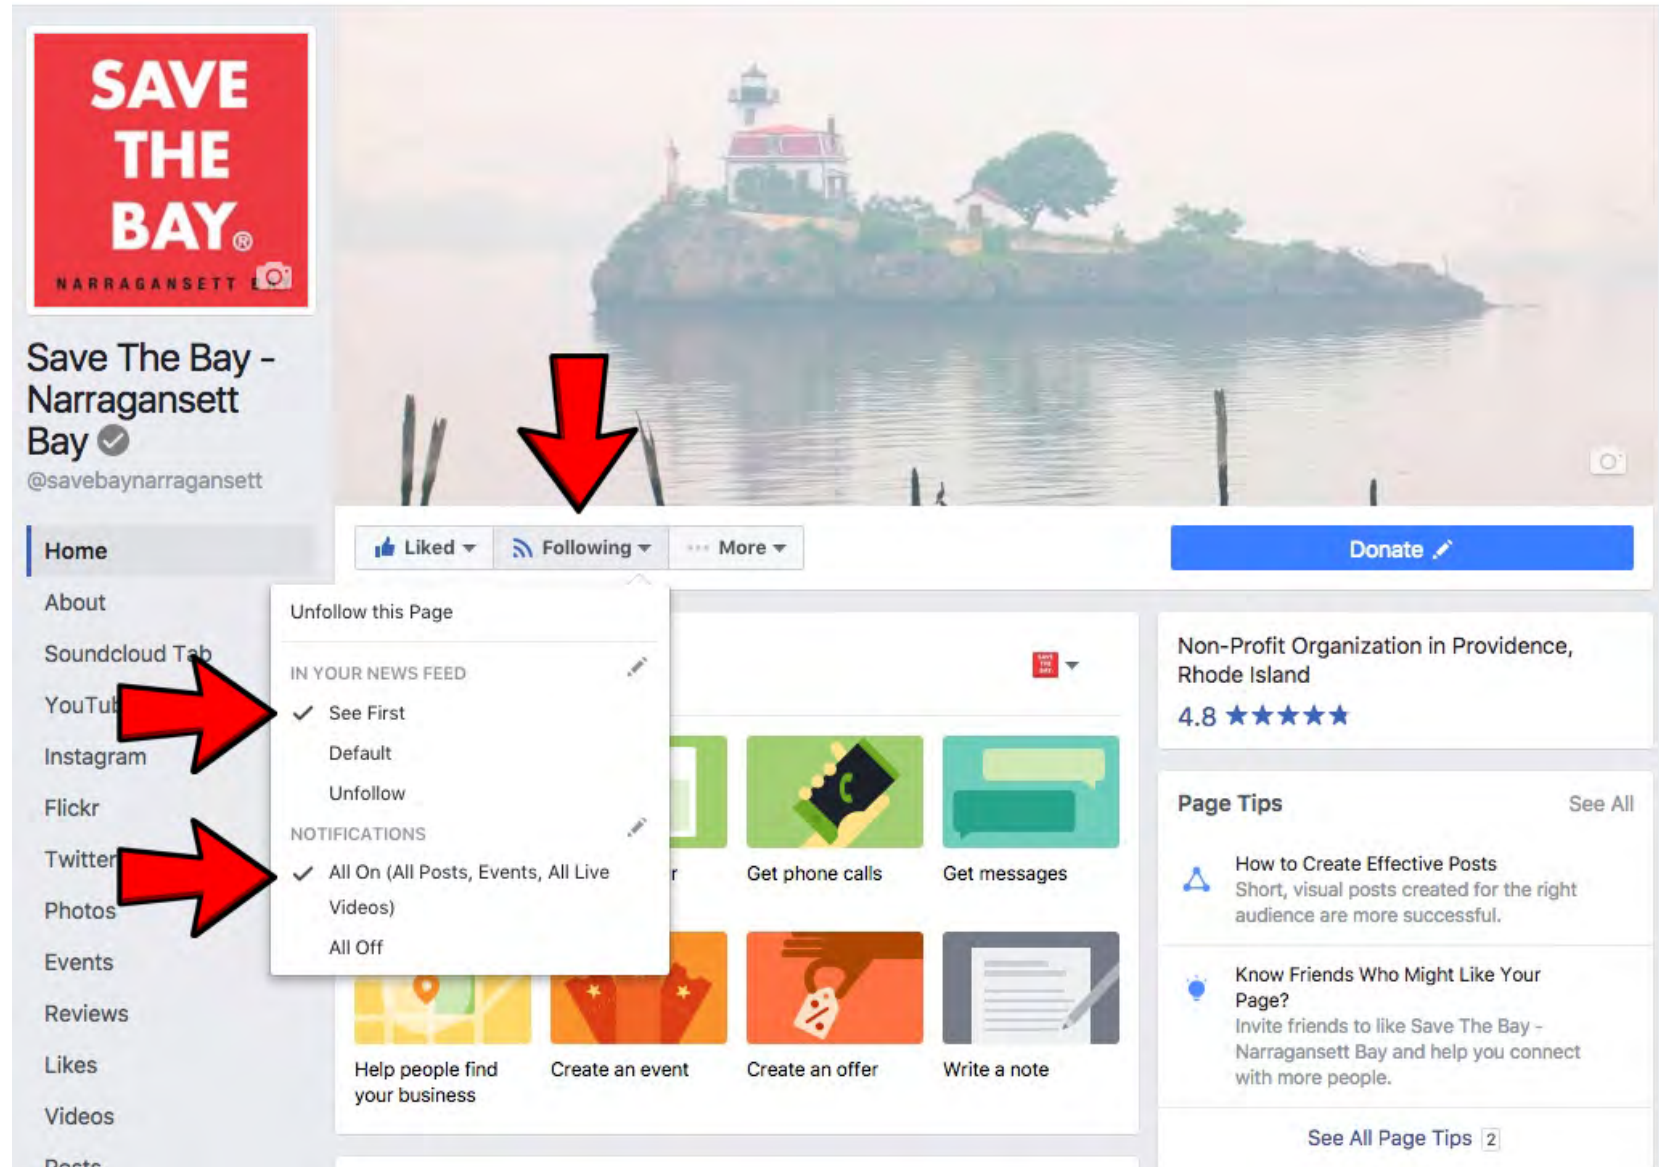 SAVE
THE
BAY®
NARRAGANSETT
Save The Bay -
Narragansett
Bay
@savebaynarragansett
Home
About
Soundcloud Tab
YouTub
Instagram
Flickr
Twitter
Photos
Events
Reviews
Likes
Videos
Posts
Liked
Following
More
Donate
Unfollow this Page
IN YOUR NEWS FEED
See First
Default
Unfollow
NOTIFICATIONS
All On (All Posts, Events, All Live
Videos)
All Off
SAVE
THE
BAY.
r
Get phone calls
Get messages
Help people find
your business
Create an event
Create an offer
Write a note
Non-Profit Organization in Providence,
Rhode Island
4.8
Page Tips
See All
How to Create Effective Posts
Short, visual posts created for the right
audience are more successful.
Know Friends Who Might Like Your
Page?
Invite friends to like Save The Bay -
Narragansett Bay and help you connect
with more people.
See All Page Tips 2